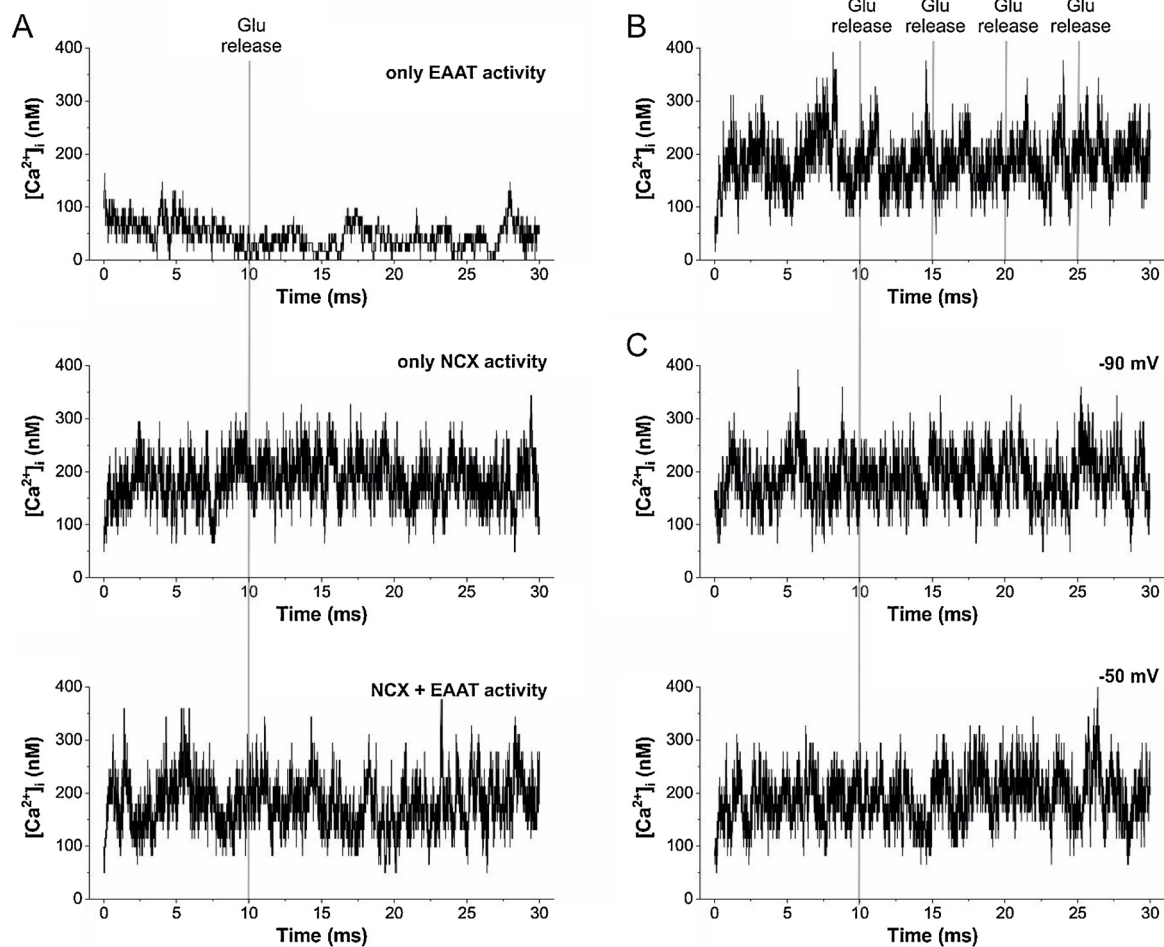 A
Glu
release
only EAAT activity
[Ca²⁺]ᵢ (nM)
400
300
200
100
0
0 5 10 15 20 25 30
Time (ms)
only NCX activity
[Ca²⁺]ᵢ (nM)
400
300
200
100
0
0 5 10 15 20 25 30
Time (ms)
NCX + EAAT activity
[Ca²⁺]ᵢ (nM)
400
300
200
100
0
0 5 10 15 20 25 30
Time (ms)
B
Glu Glu Glu Glu
release release release release
[Ca²⁺]ᵢ (nM)
400
300
200
100
0
0 5 10 15 20 25 30
Time (ms)
C
-90 mV
[Ca²⁺]ᵢ (nM)
400
300
200
100
0
0 5 10 15 20 25 30
Time (ms)
-50 mV
[Ca²⁺]ᵢ (nM)
400
300
200
100
0
0 5 10 15 20 25 30
Time (ms)